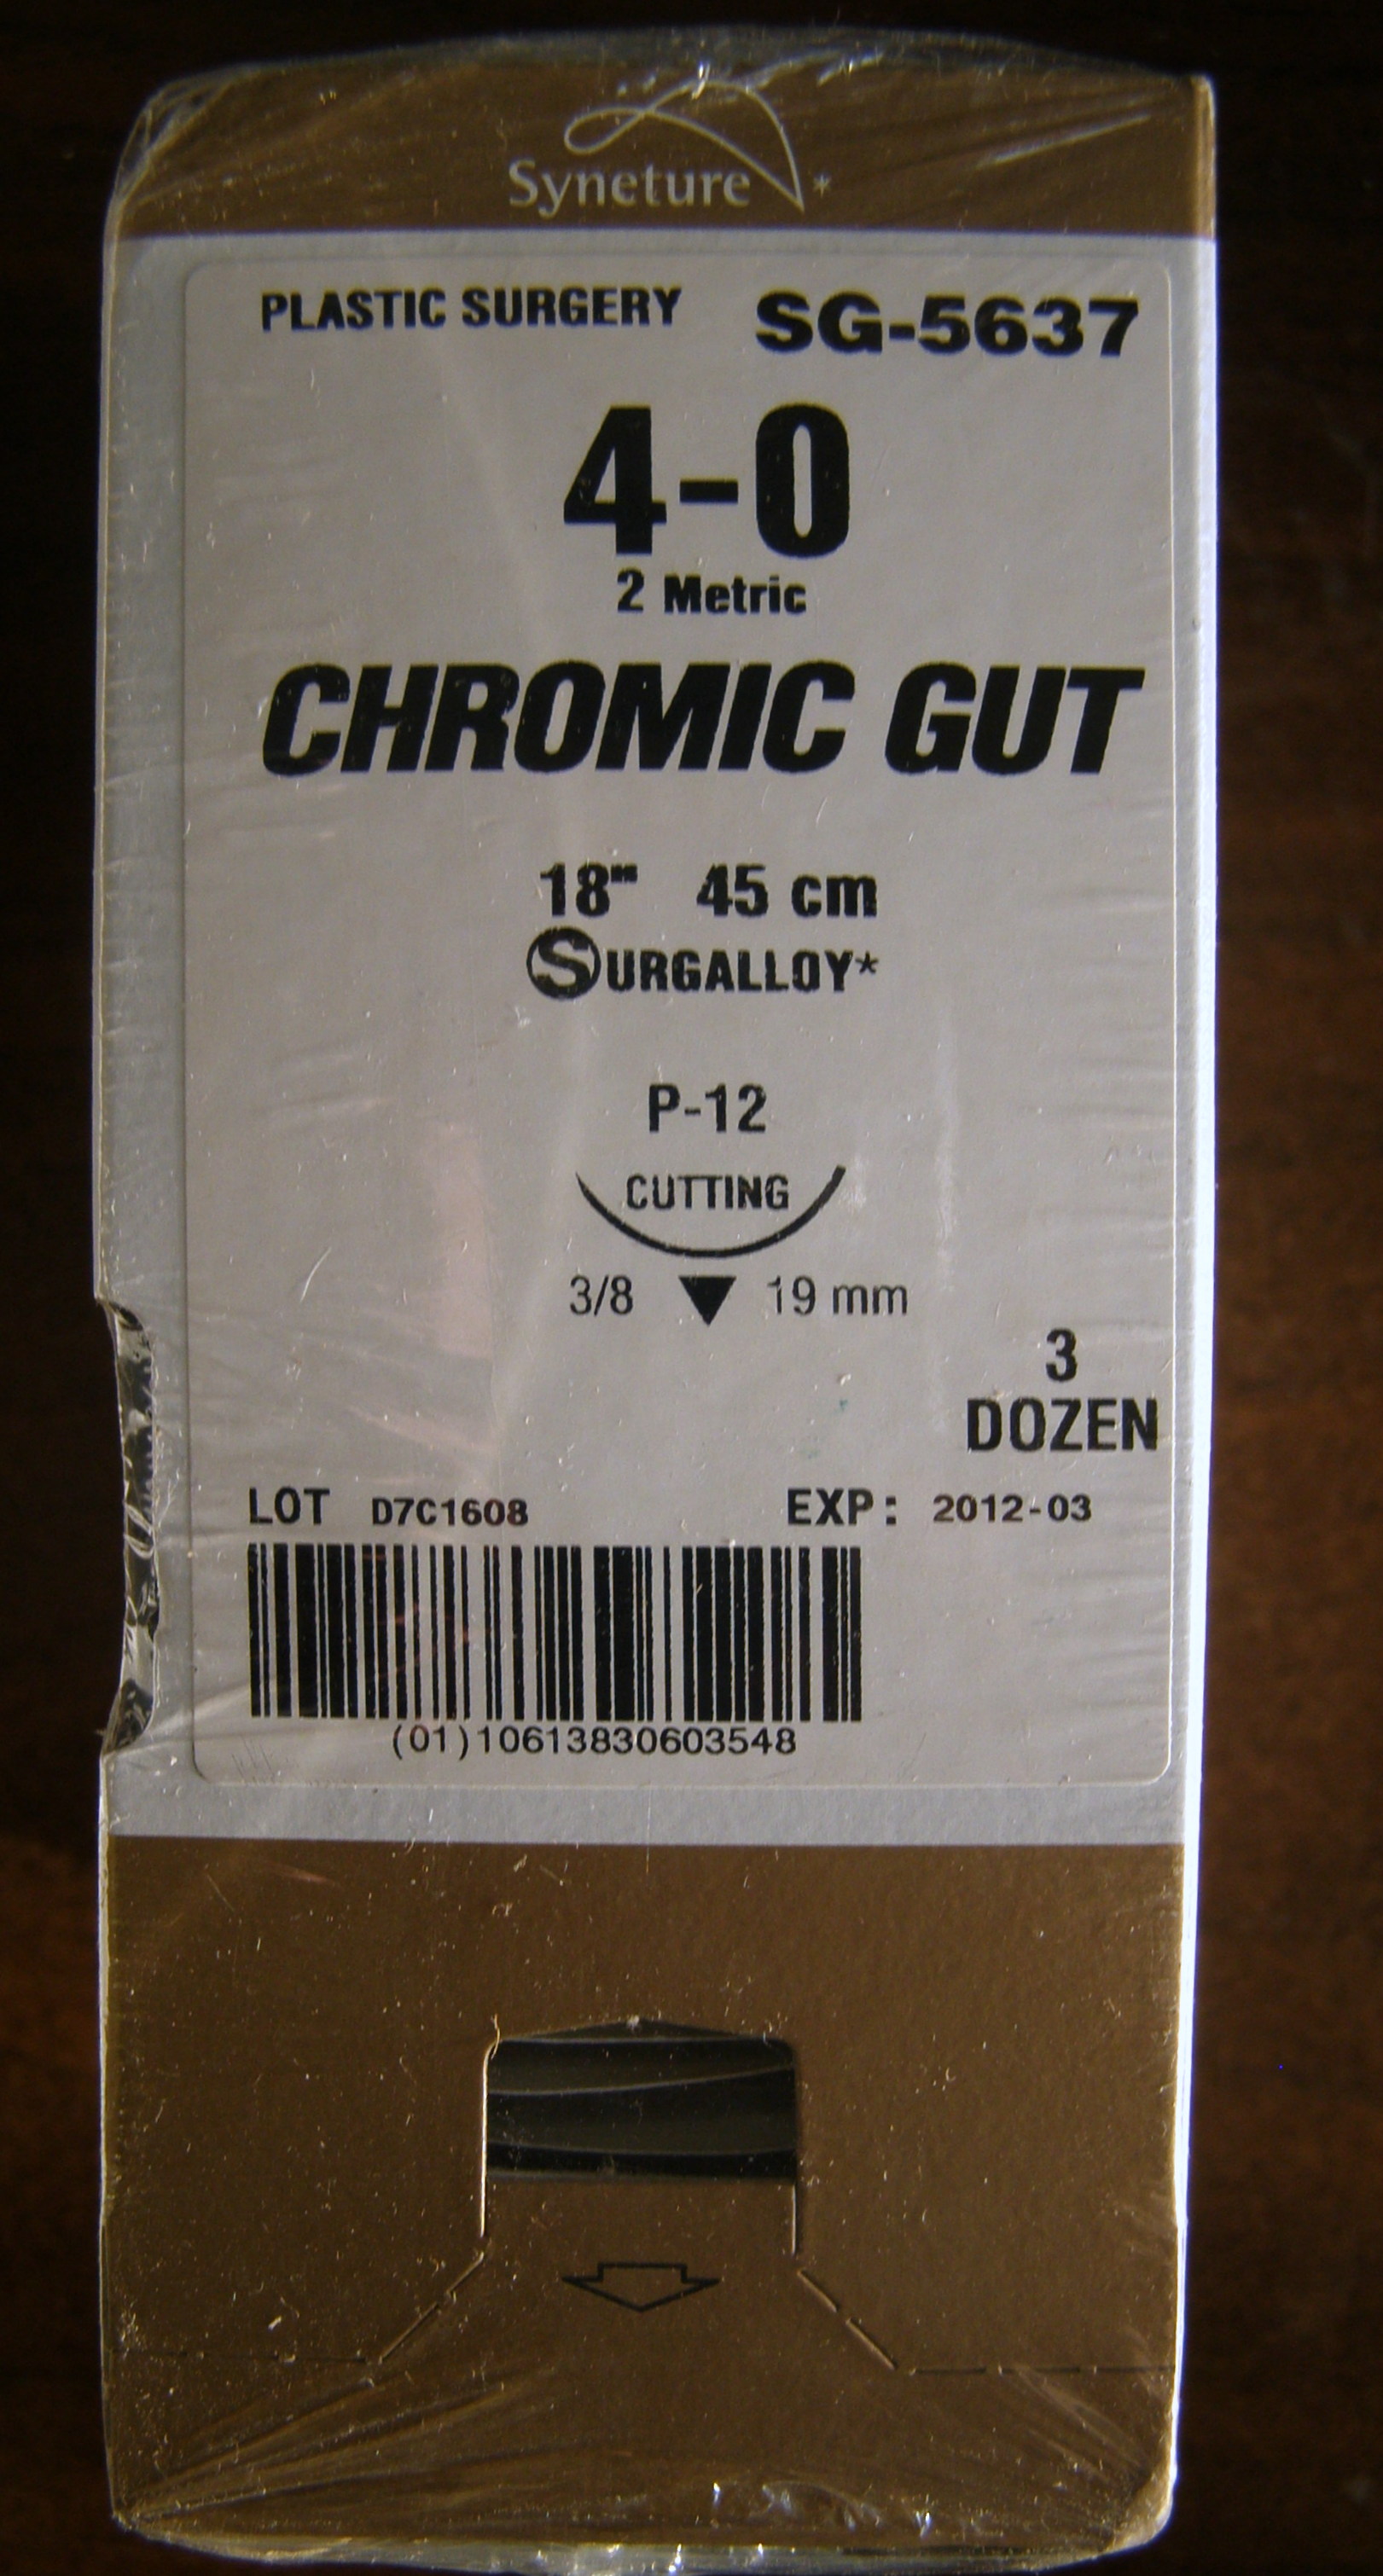 Syneture*
PLASTIC SURGERY SG-5637
4-0
2 Metric
CHROMIC GUT
18" 45 cm
SURGALLOY*
P-12
CUTTING
3/8 19 mm
3
DOZEN
LOT D7C1608 EXP: 2012-03
(01)10613830603548